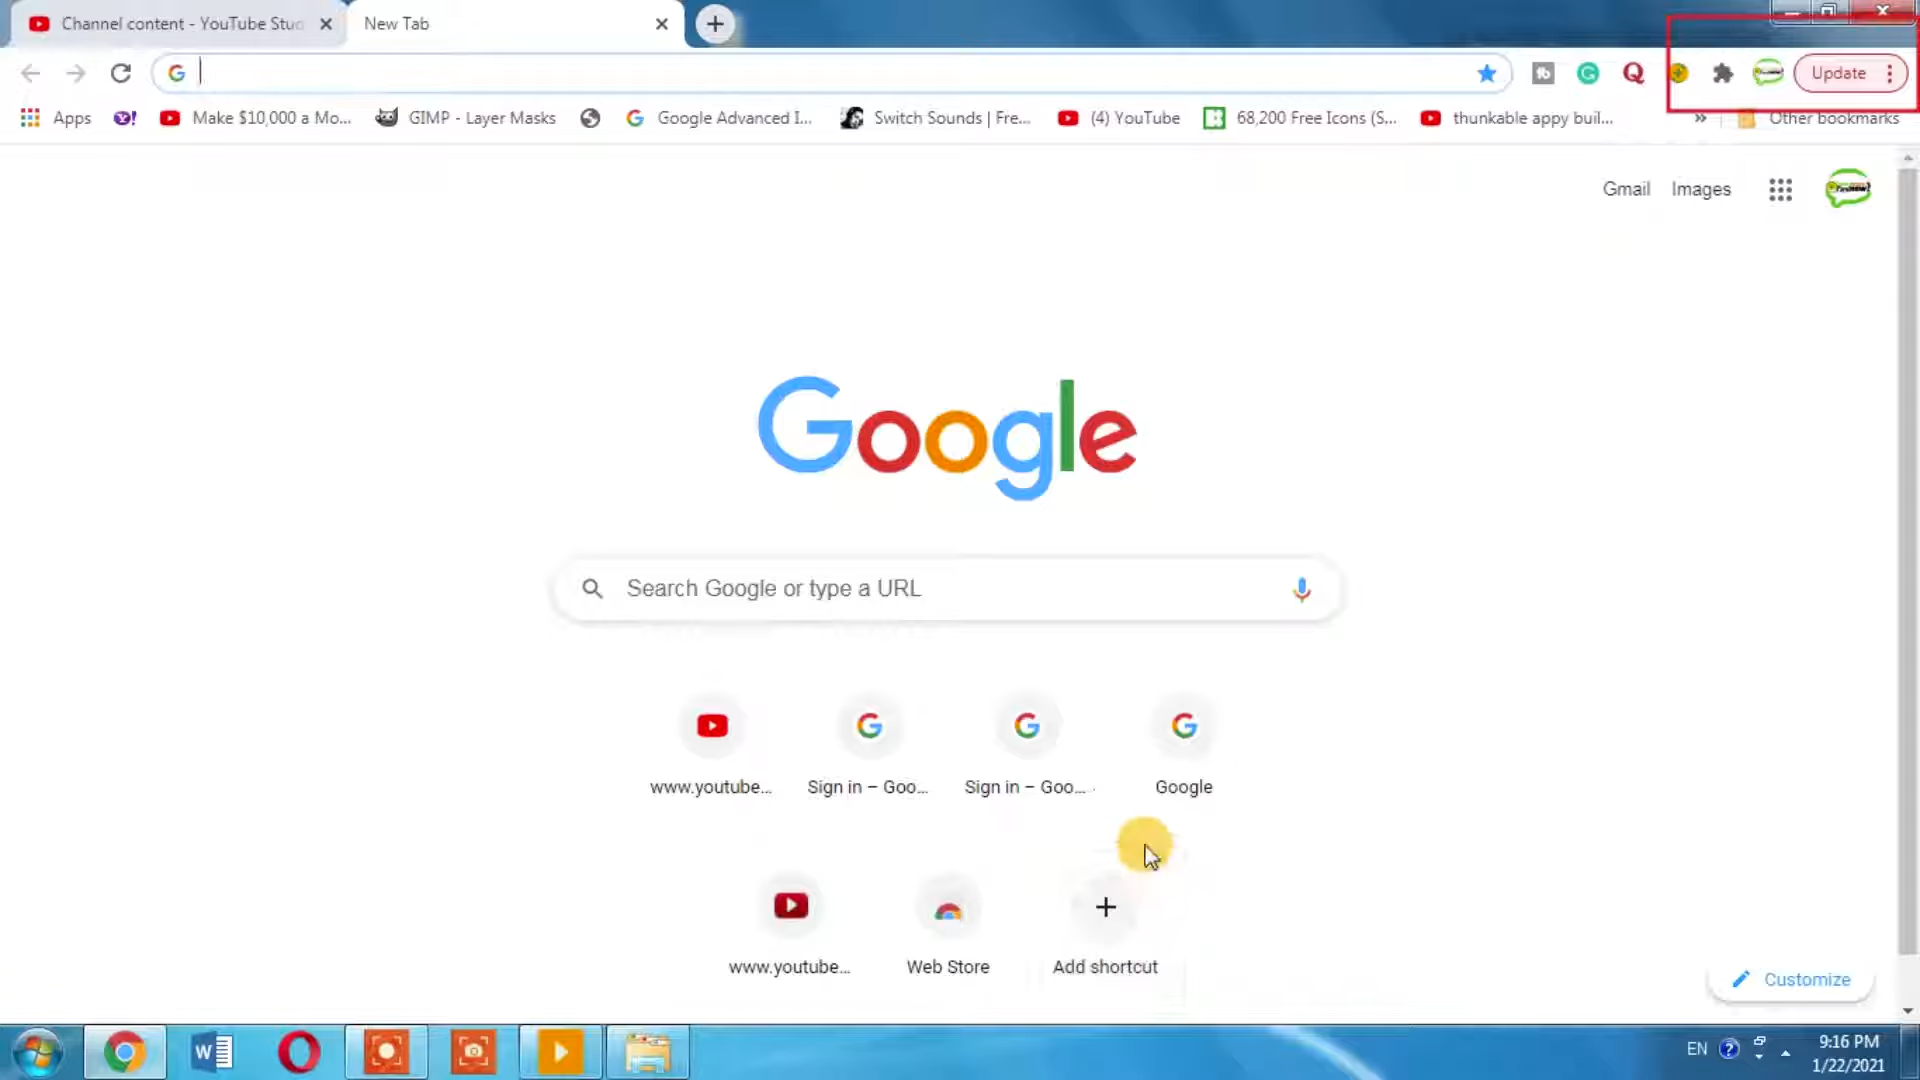 Channel content - YouTube Stud
New Tab
Update
Apps
Make $10,000 a Mo...
GIMP - Layer Masks
Google Advanced I...
Switch Sounds | Fre...
(4) YouTube
68,200 Free Icons (S...
thunkable appy buil...
»
Other bookmarks
Gmail
Images
Google
Search Google or type a URL
www.youtube...
Sign in – Goo...
Sign in – Goo...
Google
www.youtube...
Web Store
Add shortcut
Customize
EN
9:16 PM
1/22/2021